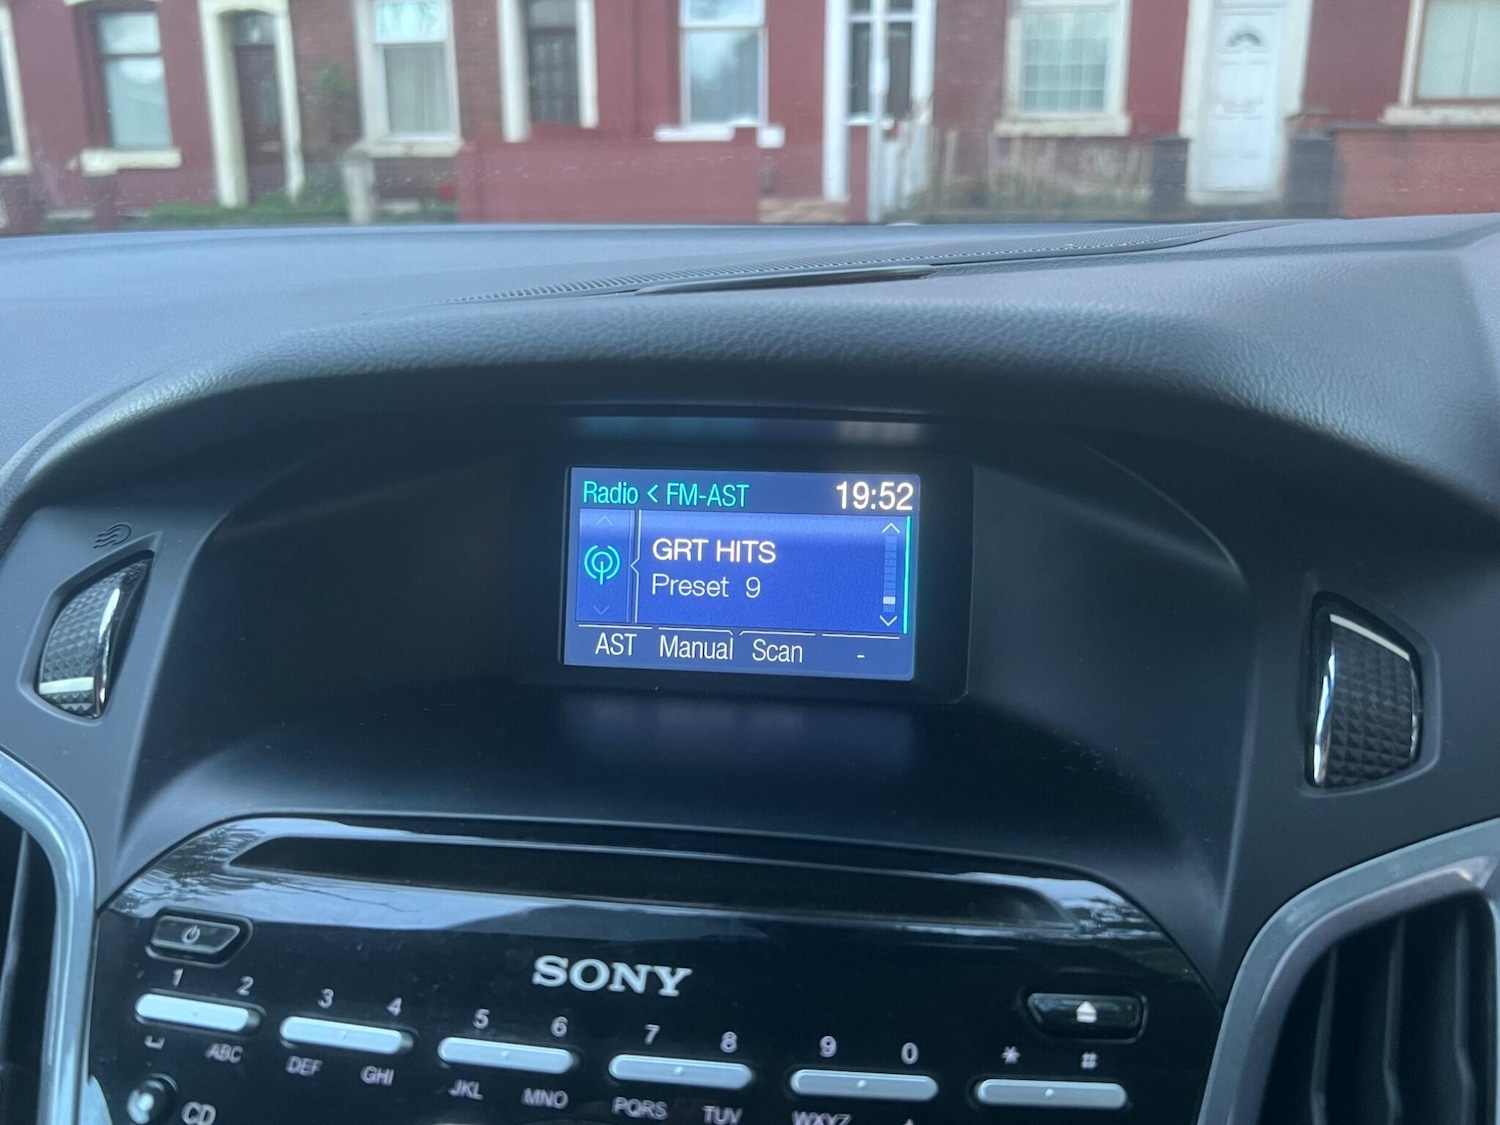 Radio < FM-AST 19:52
GRT HITS
Preset 9
AST Manual Scan -
SONY
1 2 3 4 5 6 7 8 9 0 * #
ABC DEF GHI JKL MNO PQRS TUV WXYZ
CD